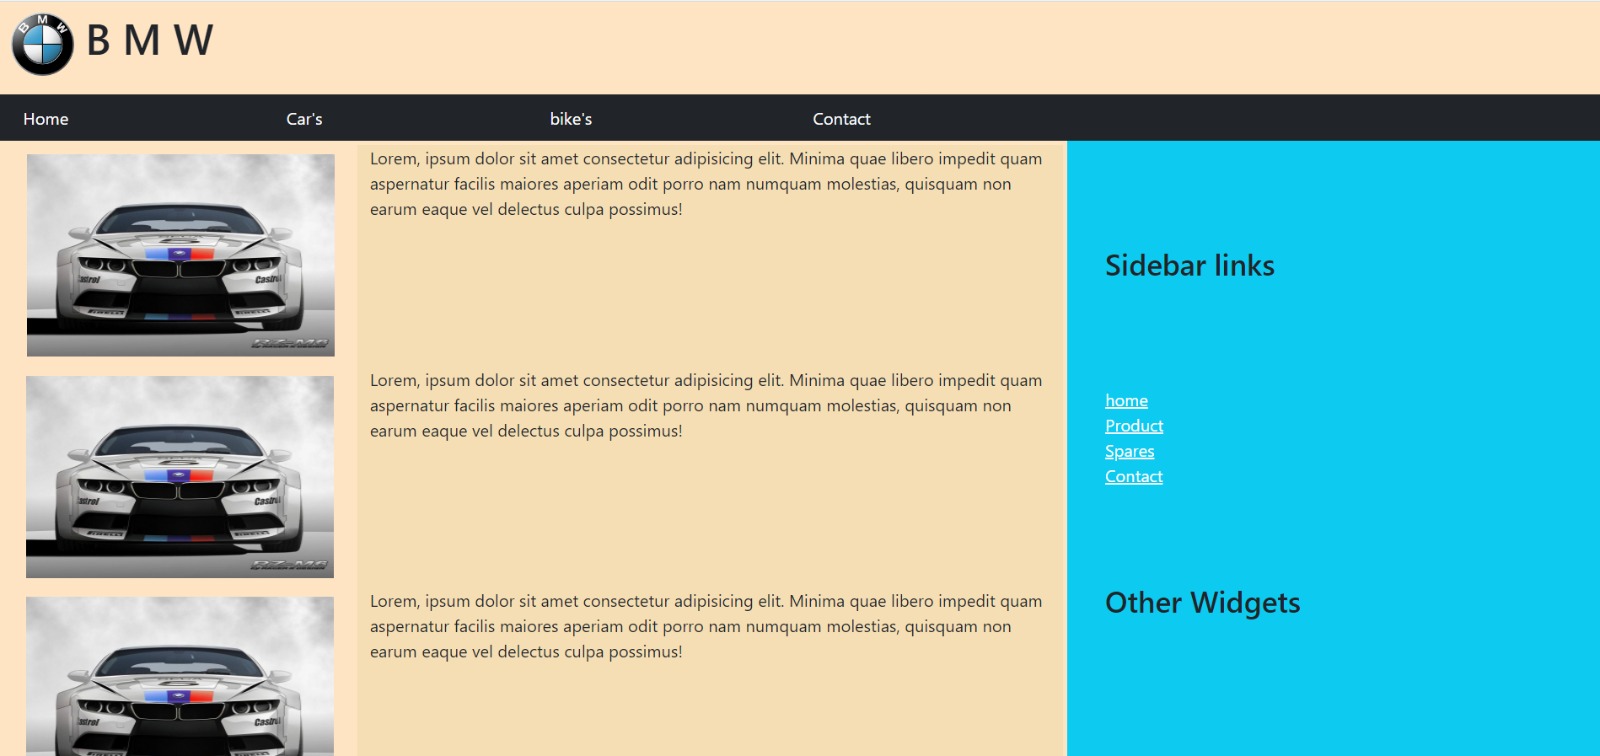 B M W
B M W
Home Car's bike's Contact
Lorem, ipsum dolor sit amet consectetur adipisicing elit. Minima quae libero impedit quam
aspernatur facilis maiores aperiam odit porro nam numquam molestias, quisquam non
earum eaque vel delectus culpa possimus!
Castrol
Lorem, ipsum dolor sit amet consectetur adipisicing elit. Minima quae libero impedit quam
aspernatur facilis maiores aperiam odit porro nam numquam molestias, quisquam non
earum eaque vel delectus culpa possimus!
Castrol
Lorem, ipsum dolor sit amet consectetur adipisicing elit. Minima quae libero impedit quam
aspernatur facilis maiores aperiam odit porro nam numquam molestias, quisquam non
earum eaque vel delectus culpa possimus!
Castrol
Sidebar links
home
Product
Spares
Contact
Other Widgets